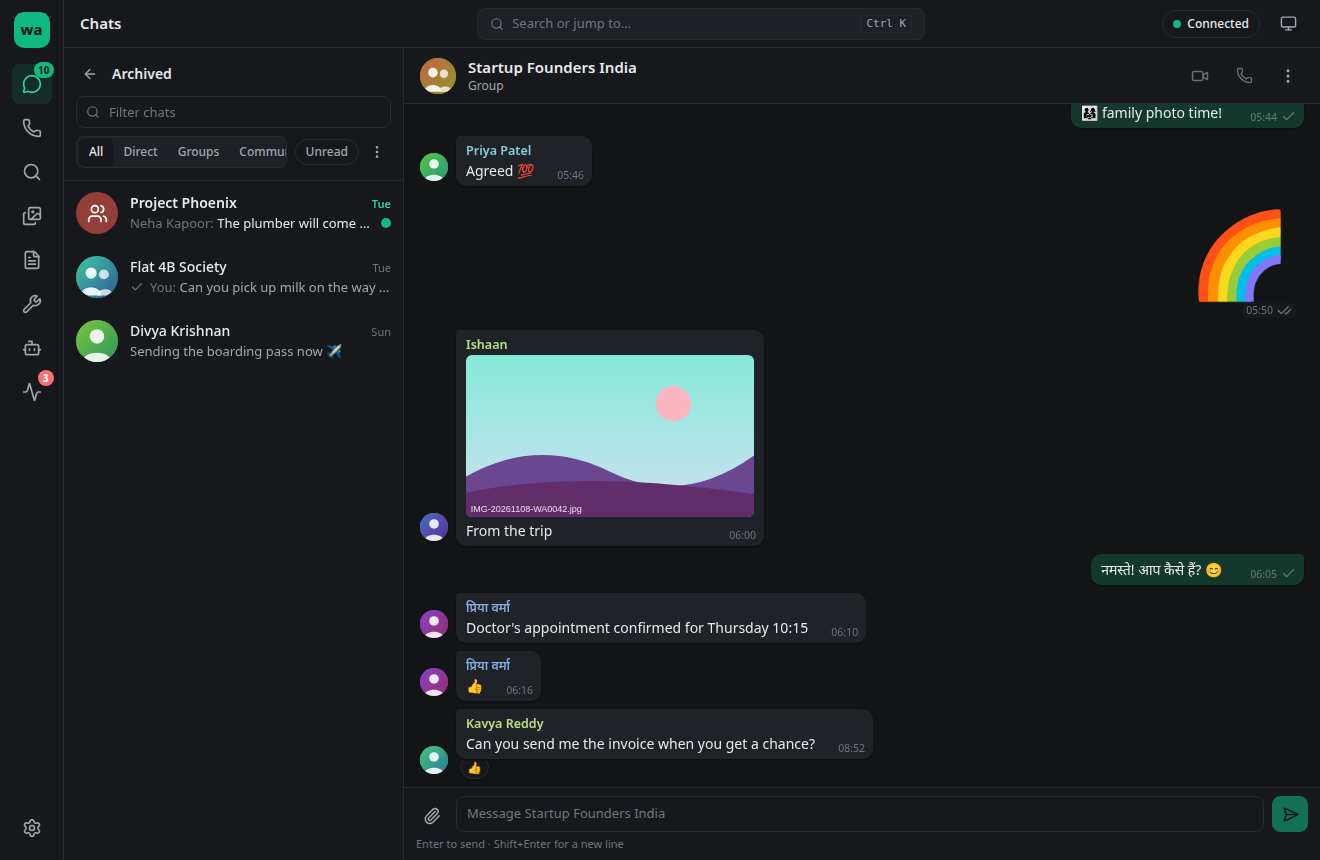 wa
Chats
Search or jump to...
Ctrl K
Connected
10
3
Archived
Filter chats
All
Direct
Groups
Commu
Unread
Project Phoenix
Tue
Neha Kapoor: The plumber will come ...
Flat 4B Society
Tue
You: Can you pick up milk on the way ...
Divya Krishnan
Sun
Sending the boarding pass now ✈️
Startup Founders India
Group
👨‍👩‍👧 family photo time!
05:44
Priya Patel
Agreed 💯
05:46
05:50
Ishaan
IMG-20261108-WA0042.jpg
From the trip
06:00
नमस्ते! आप कैसे हैं? 😊
06:05
प्रिया वर्मा
Doctor's appointment confirmed for Thursday 10:15
06:10
प्रिया वर्मा
👍
06:16
Kavya Reddy
Can you send me the invoice when you get a chance?
08:52
👍
Message Startup Founders India
Enter to send · Shift+Enter for a new line